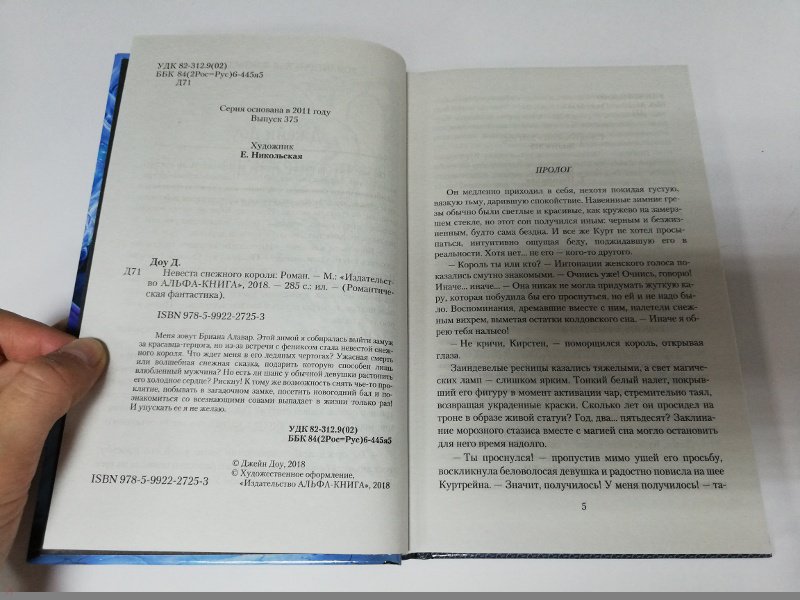 УДК 82-312.9(02)
ББК 84(2Рос=Рус)6-445я5
Д71
Серия основана в 2011 году
Выпуск 375
Художник
Е. Никольская
Доу Д.
Д71 Невеста снежного короля: Роман. — М.: «Издательст-
во АЛЬФА-КНИГА», 2018. — 285 с.: ил. — (Романтиче-
ская фантастика).
ISBN 978-5-9922-2725-3
Меня зовут Бриана Алавар. Этой зимой я собиралась выйти замуж
за красавца герцога, но из-за встречи с фениксом стала невестой снеж-
ного короля. Что ждет меня в его ледяных чертогах? Ужасная смерть
или волшебная снежная сказка, подарить которую способен лишь
влюбленный мужчина? Но есть ли шанс у обычной девушки растопить
его холодное сердце? Рискну! К тому же возможность снять чье-то про-
клятие, побывать в загадочном замке, посетить новогодний бал и по-
знакомиться со всезнающими совами выпадает в жизни только раз!
И упускать ее я не желаю.
УДК 82-312.9(02)
ББК 84(2Рос=Рус)6-445я5
© Джейн Доу, 2018
© Художественное оформление,
«Издательство АЛЬФА-КНИГА», 2018
ISBN 978-5-9922-2725-3
ПРОЛОГ
Он медленно приходил в себя, нехотя покидая густую,
вязкую тьму, дарившую спокойствие. Навеянные зимние гре-
зы обычно были светлые и красивые, как кружево на замерз-
шем стекле, но этот сон получился иным: черным и безжиз-
ненным, будто сама бездна. И все же Курт не хотел просы-
паться, интуитивно ощущая беду, поджидавшую его в
реальности. Хотя нет... не его — кого-то другого.
— Король ты или кто? — Интонации женского голоса по-
казались смутно знакомыми. — Очнись уже! Очнись, говорю!
Иначе... иначе... — Она никак не могла придумать жуткую ка-
ру, которая побудила бы его проснуться, но ей и не надо было.
Воспоминания, дремавшие вместе с ним, налетели снеж-
ным вихрем, выметая остатки колдовского сна. — Иначе я об-
рею тебя налысо!
— Не кричи, Кирстен, — поморщился король, открывая
глаза.
Заиндевелые ресницы казались тяжелыми, а свет магиче-
ских ламп — слишком ярким. Тонкий белый налет, покрыв-
ший его фигуру в момент активации чар, стремительно таял,
возвращая украденные краски. Сколько лет он просидел на
троне в образе живой статуи? Год, два... пятьдесят? Закли-
нание морозного стазиса вместе с магией сна могло остановить
для него время надолго.
— Ты проснулся! — пропустив мимо ушей его просьбу,
воскликнула беловолосая девушка и радостно повисла на шее
Куртрейна. — Значит, получилось! У меня получилось! — та-
5